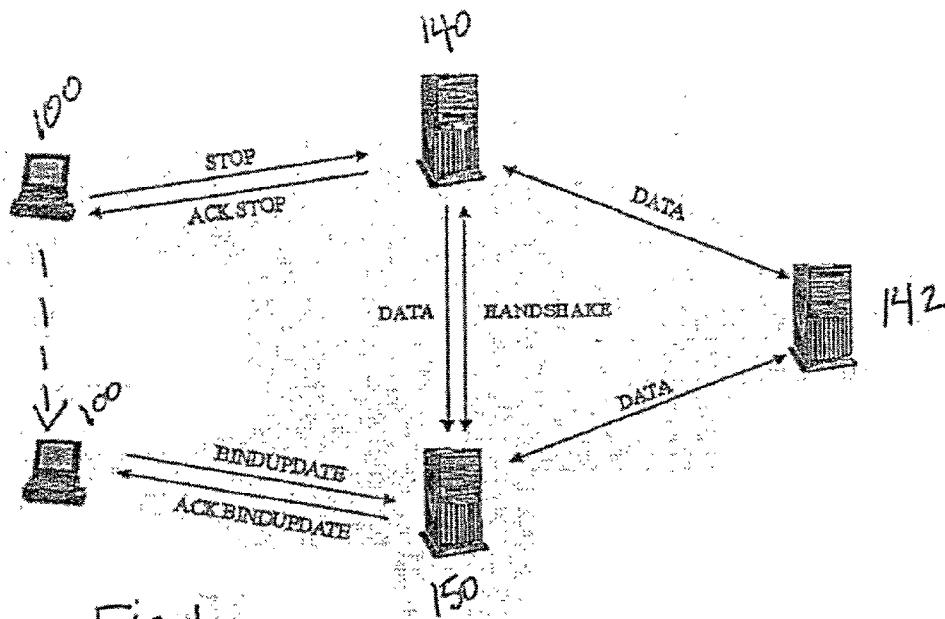 140
100
STOP
ACK.STOP
DATA
142
DATA
HANDSHAKE
100
DATA
BINDUPDATE
ACK.BINDUPDATE
150